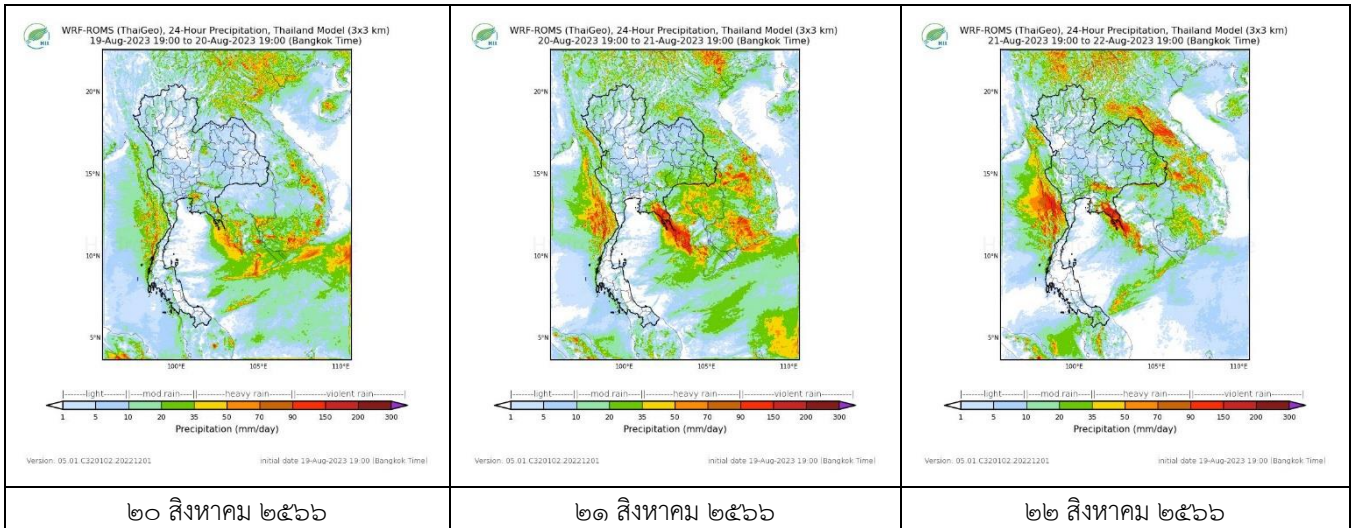 WRF-ROMS (ThaiGeo), 24-Hour Precipitation, Thailand Model (3x3 km)
19-Aug-2023 19:00 to 20-Aug-2023 19:00 (Bangkok Time)
20°N
15°N
10°N
5°N
100°E
105°E
110°E
light mod rain heavy rain violent rain
1 5 10 20 35 50 70 90 150 200 300
Precipitation (mm/day)
Version: 05.01.C320102.20221201 initial date 19-Aug-2023 19:00 (Bangkok Time)
๒๐ สิงหาคม ๒๕๖๖
WRF-ROMS (ThaiGeo), 24-Hour Precipitation, Thailand Model (3x3 km)
20-Aug-2023 19:00 to 21-Aug-2023 19:00 (Bangkok Time)
20°N
15°N
10°N
5°N
100°E
105°E
110°E
light mod rain heavy rain violent rain
1 5 10 20 35 50 70 90 150 200 300
Precipitation (mm/day)
Version: 05.01.C320102.20221201 initial date 19-Aug-2023 19:00 (Bangkok Time)
๒๑ สิงหาคม ๒๕๖๖
WRF-ROMS (ThaiGeo), 24-Hour Precipitation, Thailand Model (3x3 km)
21-Aug-2023 19:00 to 22-Aug-2023 19:00 (Bangkok Time)
20°N
15°N
10°N
5°N
100°E
105°E
110°E
light mod rain heavy rain violent rain
1 5 10 20 35 50 70 90 150 200 300
Precipitation (mm/day)
Version: 05.01.C320102.20221201 initial date 19-Aug-2023 19:00 (Bangkok Time)
๒๒ สิงหาคม ๒๕๖๖